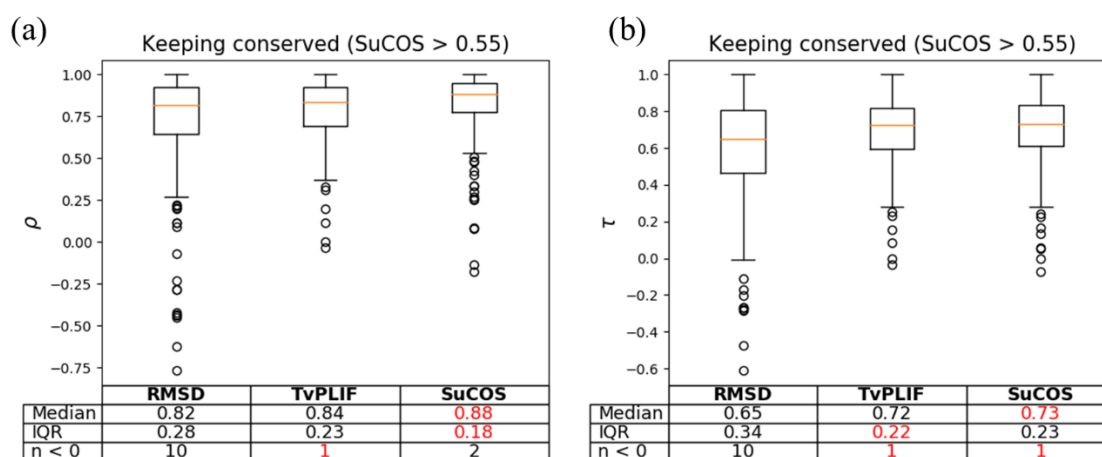 (a)
Keeping conserved (SuCOS > 0.55)
1.00
0.75
0.50
0.25
0.00
−0.25
−0.50
−0.75
ρ
RMSD TvPLIF SuCOS
Median 0.82 0.84 0.88
IQR 0.28 0.23 0.18
n < 0 10 1 2
(b)
Keeping conserved (SuCOS > 0.55)
1.0
0.8
0.6
0.4
0.2
0.0
−0.2
−0.4
−0.6
τ
RMSD TvPLIF SuCOS
Median 0.65 0.72 0.73
IQR 0.34 0.22 0.23
n < 0 10 1 1